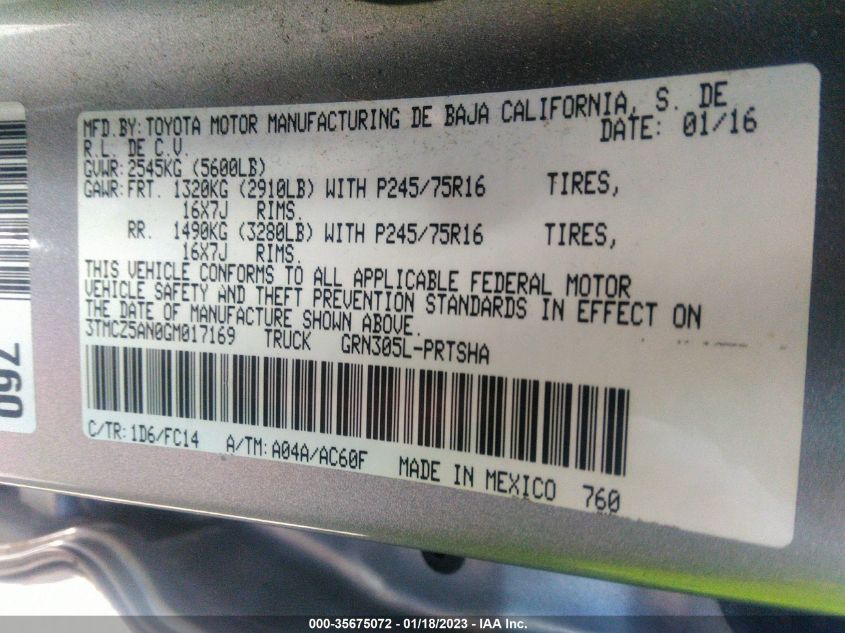 MFD.BY: TOYOTA MOTOR MANUFACTURING DE BAJA CALIFORNIA, S. DE
R.L. DE C.V. DATE: 01/16
GVWR: 2545KG (5600LB)
GAWR: FRT. 1320KG (2910LB) WITH P245/75R16 TIRES,
16X7J RIMS.
RR. 1490KG (3280LB) WITH P245/75R16 TIRES,
16X7J RIMS.
THIS VEHICLE CONFORMS TO ALL APPLICABLE FEDERAL MOTOR
VEHICLE SAFETY AND THEFT PREVENTION STANDARDS IN EFFECT ON
THE DATE OF MANUFACTURE SHOWN ABOVE.
3TMCZ5AN0GM017169 TRUCK GRN305L-PRTSHA
C/TR: 1D6/FC14 A/TM: A04A/AC60F MADE IN MEXICO 760
760
000-35675072 - 01/18/2023 - IAA Inc.